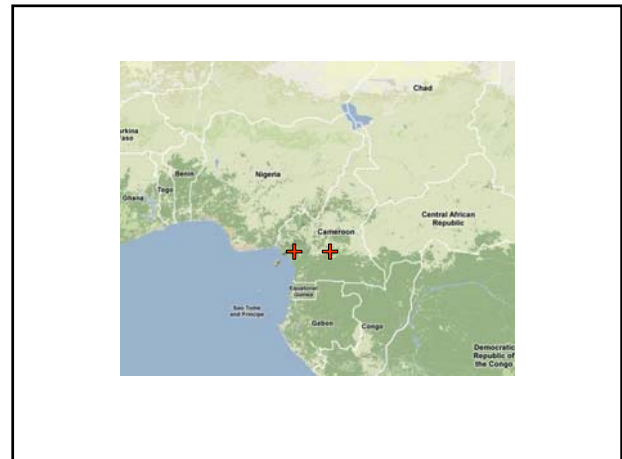 Chad
urkina
aso
Benin
Nigeria
Togo
Ghana
Central African
Republic
Cameroon
Equatorial
Guinea
Sao Tome
and Principe
Gabon
Congo
Democratic
Republic of
the Congo